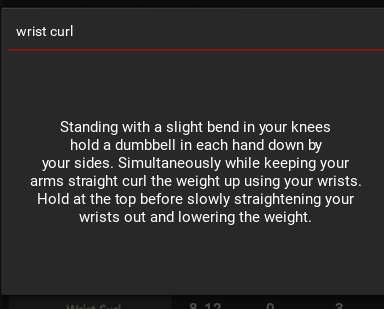 wrist curl
Standing with a slight bend in your knees
hold a dumbbell in each hand down by
your sides. Simultaneously while keeping your
arms straight curl the weight up using your wrists.
Hold at the top before slowly straightening your
wrists out and lowering the weight.
Wrist Curl 8-12 0 3